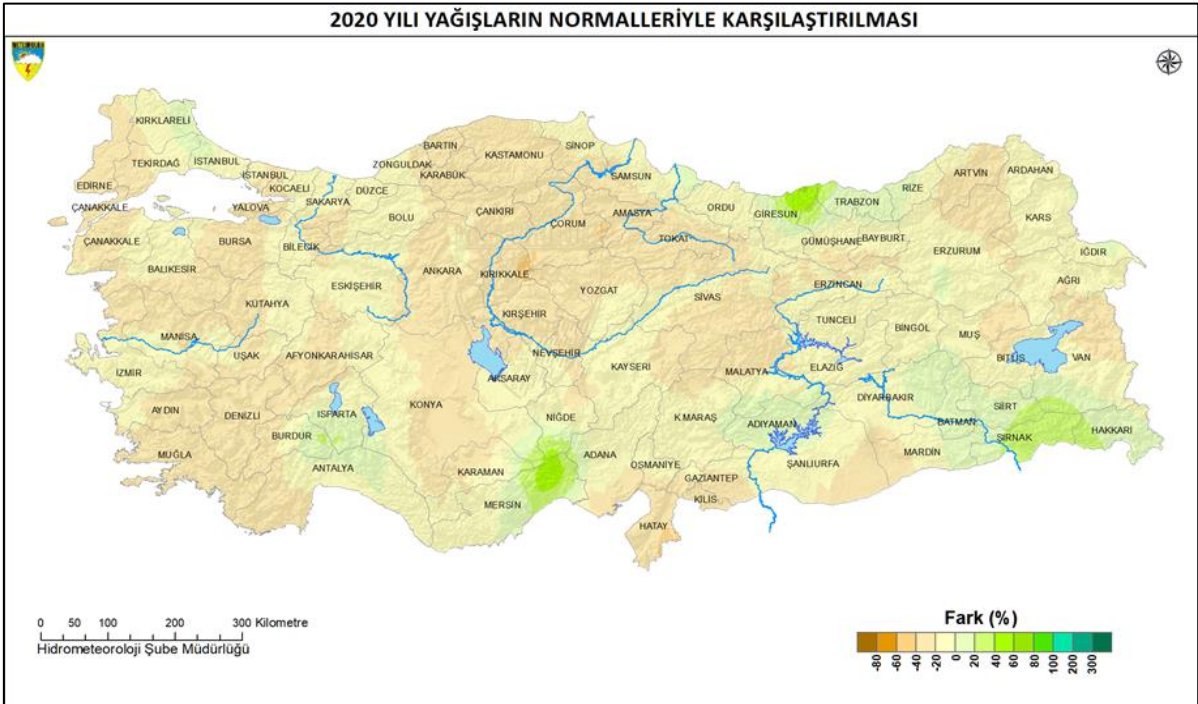 2020 YILI YAĞIŞLARIN NORMALLERİYLE KARŞILAŞTIRILMASI
KIRKLARELİ
TEKİRDAĞ
İSTANBUL
EDİRNE
İSTANBUL
KOCAELİ
YALOVA
SAKARYA
DÜZCE
ZONGULDAK
BARTIN
KARABÜK
KASTAMONU
SİNOP
SAMSUN
ÇANAKKALE
ÇANAKKALE
BURSA
BİLECİK
BOLU
ÇANKIRI
ÇORUM
AMASYA
TOKAT
ORDU
GİRESUN
TRABZON
RİZE
ARTVİN
ARDAHAN
KARS
GÜMÜŞHANE
BAYBURT
ERZURUM
IĞDIR
AĞRI
BALIKESİR
KÜTAHYA
ESKİŞEHİR
ANKARA
KIRIKKALE
YOZGAT
SİVAS
ERZİNCAN
TUNCELİ
BİNGÖL
MUŞ
MANİSA
UŞAK
AFYONKARAHİSAR
KIRŞEHİR
NEVŞEHİR
KAYSERİ
MALATYA
ELAZIĞ
BİTLİS
VAN
İZMİR
AKSARAY
DİYARBAKIR
AYDIN
DENİZLİ
ISPARTA
KONYA
NİĞDE
K.MARAŞ
ADIYAMAN
BATMAN
SİİRT
ŞIRNAK
HAKKARİ
BURDUR
MUĞLA
ANTALYA
KARAMAN
MERSİN
ADANA
OSMANİYE
GAZİANTEP
KİLİS
ŞANLIURFA
MARDİN
HATAY
0 50 100 200 300 Kilometre
Hidrometeoroloji Şube Müdürlüğü
Fark (%)
-80 -60 -40 -20 0 20 40 60 80 100 200 300